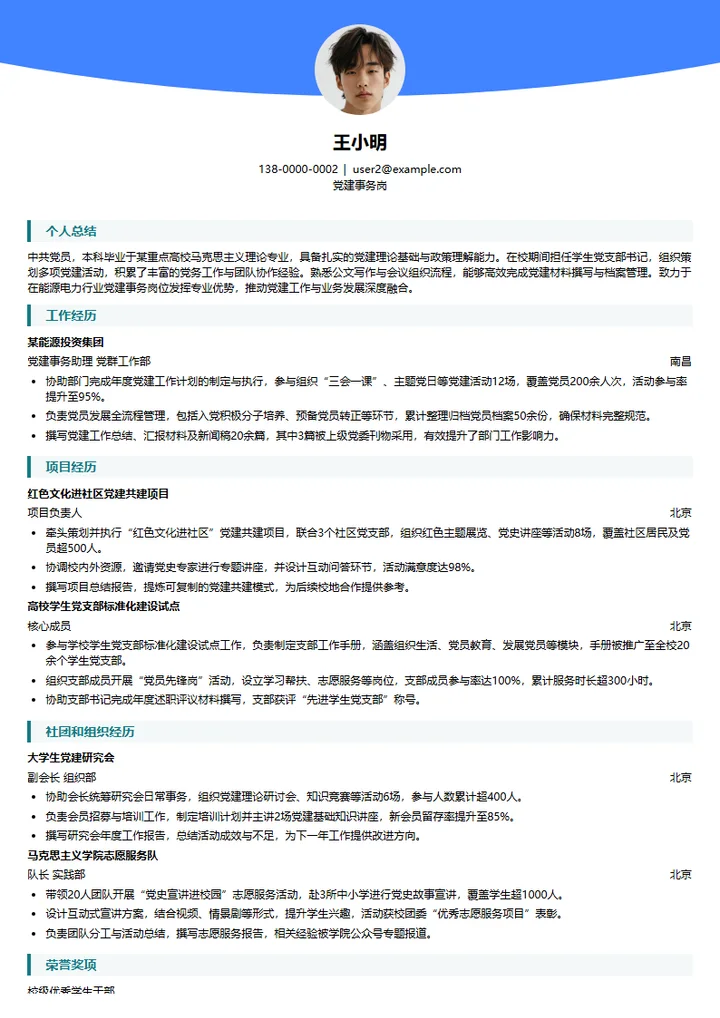 王小明
138-0000-0002 | user2@example.com
党建事务岗
个人总结
中共党员，本科毕业于某重点高校马克思主义理论专业，具备扎实的党建理论基础与政策理解能力。在校期间担任学生党支部书记，组织策
划多项党建活动，积累了丰富的党务工作与团队协作经验。熟悉公文写作与会议组织流程，能够高效完成党建材料撰写与档案管理。致力于
在能源电力行业党建事务岗位发挥专业优势，推动党建工作与业务发展深度融合。
工作经历
某能源投资集团
党建事务助理 党群工作部 南昌
• 协助部门完成年度党建工作计划的制定与执行，参与组织“三会一课”、主题党日等党建活动12场，覆盖党员200余人次，活动参与率
提升至95%。
• 负责党员发展全流程管理，包括入党积极分子培养、预备党员转正等环节，累计整理归档党员档案50余份，确保材料完整规范。
• 撰写党建工作总结、汇报材料及新闻稿20余篇，其中3篇被上级党委刊物采用，有效提升了部门工作影响力。
项目经历
红色文化进社区党建共建项目
项目负责人 北京
• 牵头策划并执行“红色文化进社区”党建共建项目，联合3个社区党支部，组织红色主题展览、党史讲座等活动8场，覆盖社区居民及党
员超500人。
• 协调校内外资源，邀请党史专家进行专题讲座，并设计互动问答环节，活动满意度达98%。
• 撰写项目总结报告，提炼可复制的党建共建模式，为后续校地合作提供参考。
高校学生党支部标准化建设试点
核心成员 北京
• 参与学校学生党支部标准化建设试点工作，负责制定支部工作手册，涵盖组织生活、党员教育、发展党员等模块，手册被推广至全校20
余个学生党支部。
• 组织支部成员开展“党员先锋岗”活动，设立学习帮扶、志愿服务等岗位，支部成员参与率达100%，累计服务时长超300小时。
• 协助支部书记完成年度述职评议材料撰写，支部获评“先进学生党支部”称号。
社团和组织经历
大学生党建研究会
副会长 组织部 北京
• 协助会长统筹研究会日常事务，组织党建理论研讨会、知识竞赛等活动6场，参与人数累计超400人。
• 负责会员招募与培训工作，制定培训计划并主讲2场党建基础知识讲座，新会员留存率提升至85%。
• 撰写研究会年度工作报告，总结活动成效与不足，为下一年工作提供改进方向。
马克思主义学院志愿服务队
队长 实践部 北京
• 带领20人团队开展“党史宣讲进校园”志愿服务活动，赴3所中小学进行党史故事宣讲，覆盖学生超1000人。
• 设计互动式宣讲方案，结合视频、情景剧等形式，提升学生兴趣，活动获校团委“优秀志愿服务项目”表彰。
• 负责团队分工与活动总结，撰写志愿服务报告，相关经验被学院公众号专题报道。
荣誉奖项
校级优秀学生干部